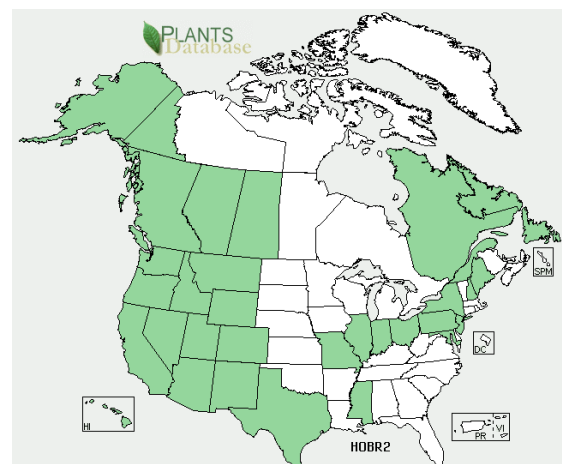 PLANTS
Database
SPM
DC
HI
PR
VI
HOBR2